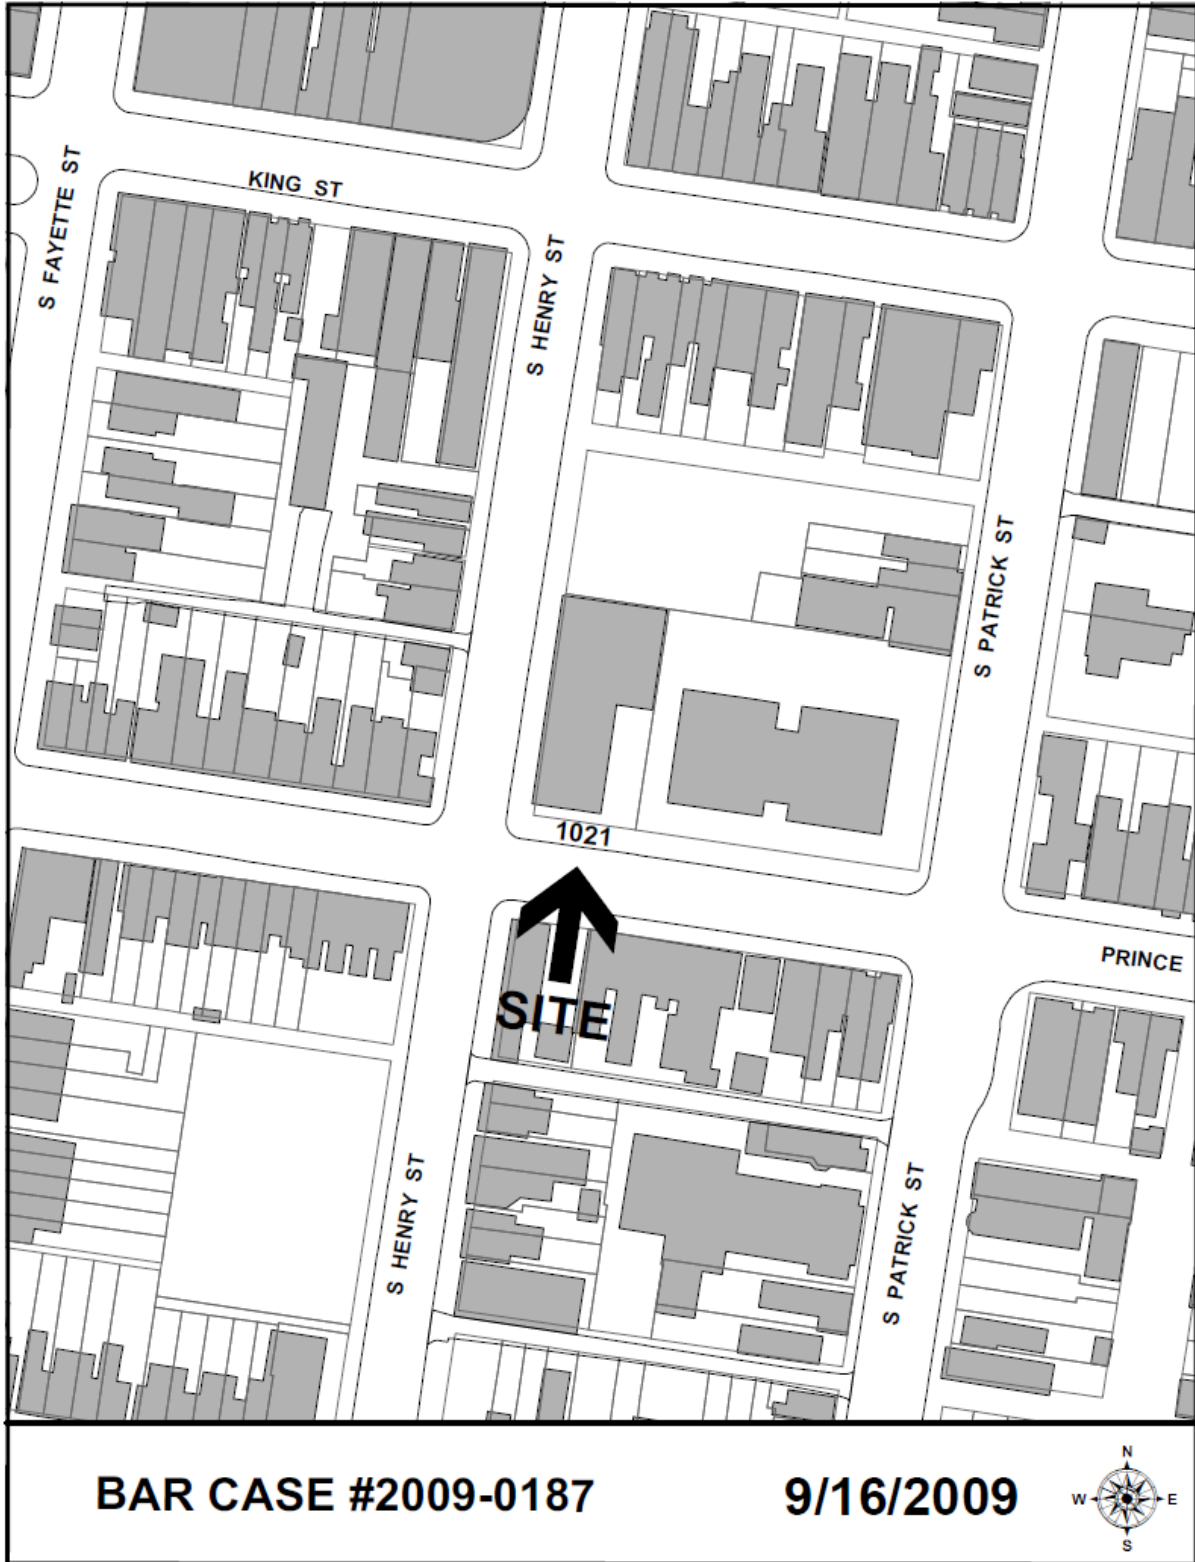 KING ST
S FAYETTE ST
S HENRY ST
S PATRICK ST
1021
PRINCE
SITE
S HENRY ST
S PATRICK ST
BAR CASE #2009-0187
9/16/2009
N
W
E
S